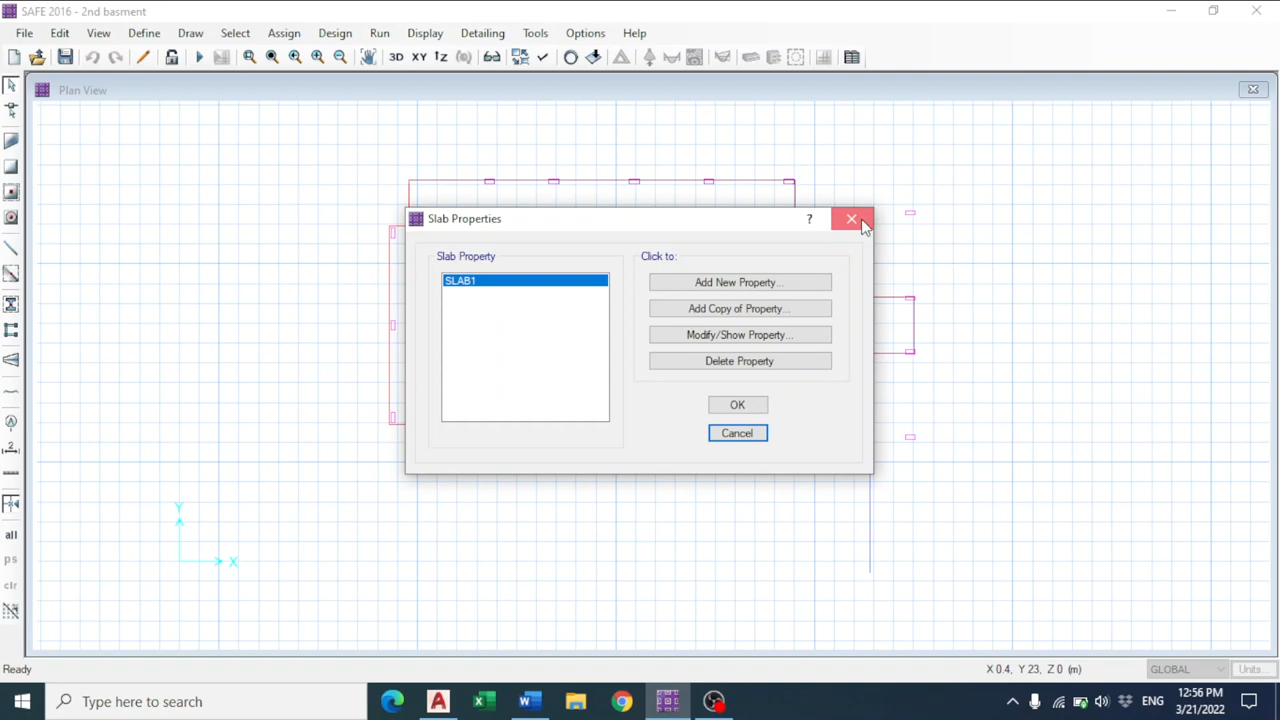 SAFE 2016 - 2nd basment
File Edit View Define Draw Select Assign Design Run Display Detailing Tools Options Help
3D XY
Plan View
Slab Properties ?
Slab Property
SLAB1
Click to:
Add New Property...
Add Copy of Property...
Modify/Show Property...
Delete Property
OK
Cancel
Y
X
all
ps
clr
Ready
X 0.4, Y 23, Z 0 (m)
GLOBAL
Units...
Type here to search
ENG
12:56 PM
3/21/2022